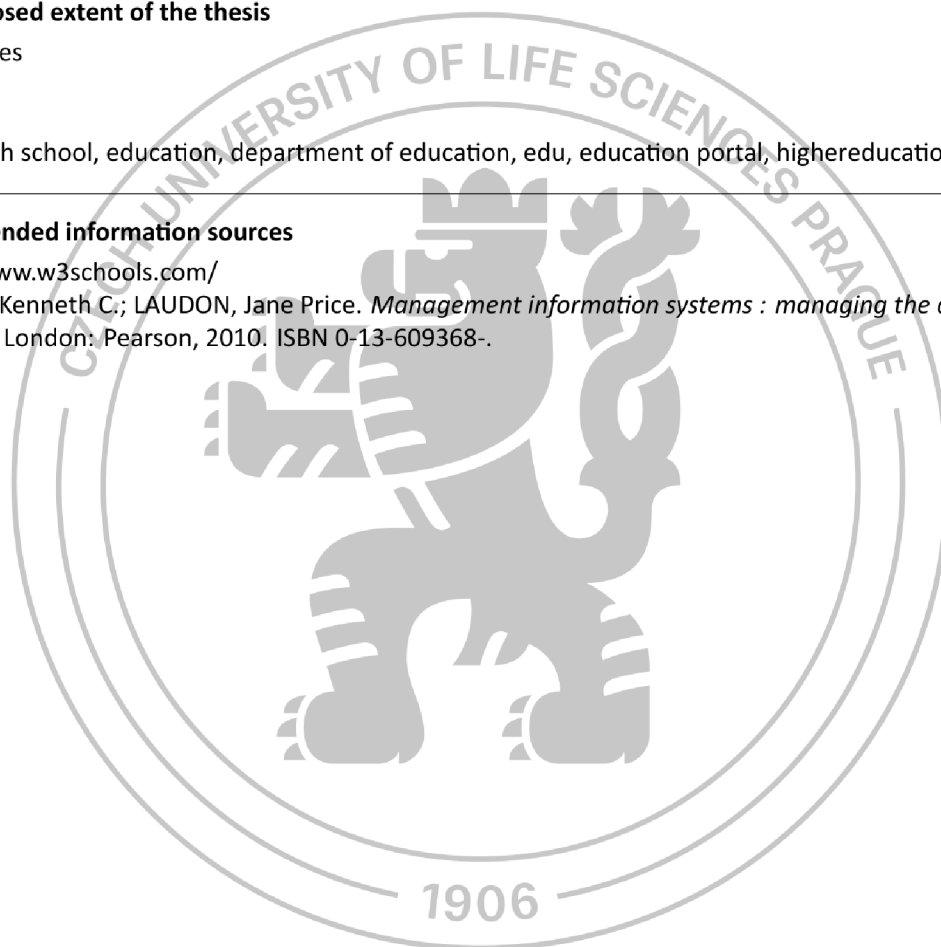 osed extent of the thesis
es
h school, education, department of education, edu, education portal, highereducatio
ended information sources
ww.w3schools.com/
Kenneth C.; LAUDON, Jane Price. Management information systems : managing the
London: Pearson, 2010. ISBN 0-13-609368-.
CZECH UNIVERSITY OF LIFE SCIENCES PRAGUE
1906